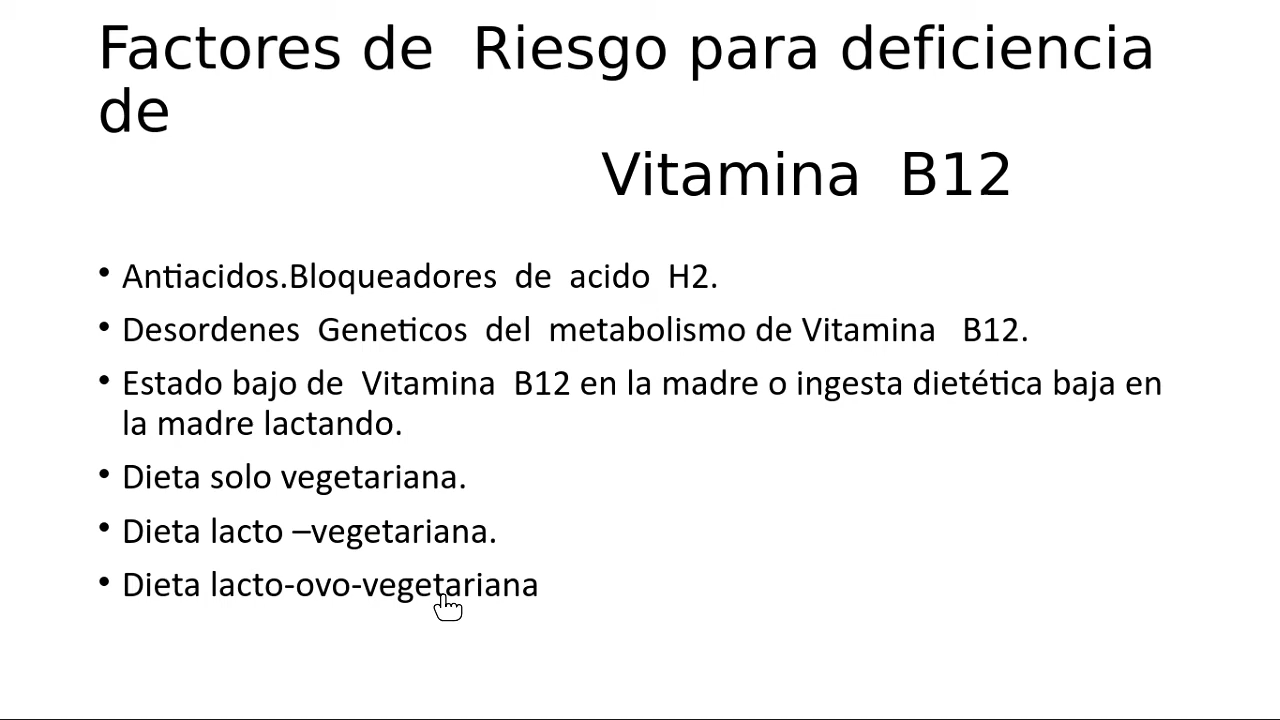 Factores de Riesgo para deficiencia
de
Vitamina B12
• Antiacidos.Bloqueadores de acido H2.
• Desordenes Geneticos del metabolismo de Vitamina B12.
• Estado bajo de Vitamina B12 en la madre o ingesta dietética baja en
la madre lactando.
• Dieta solo vegetariana.
• Dieta lacto –vegetariana.
• Dieta lacto-ovo-vegetariana